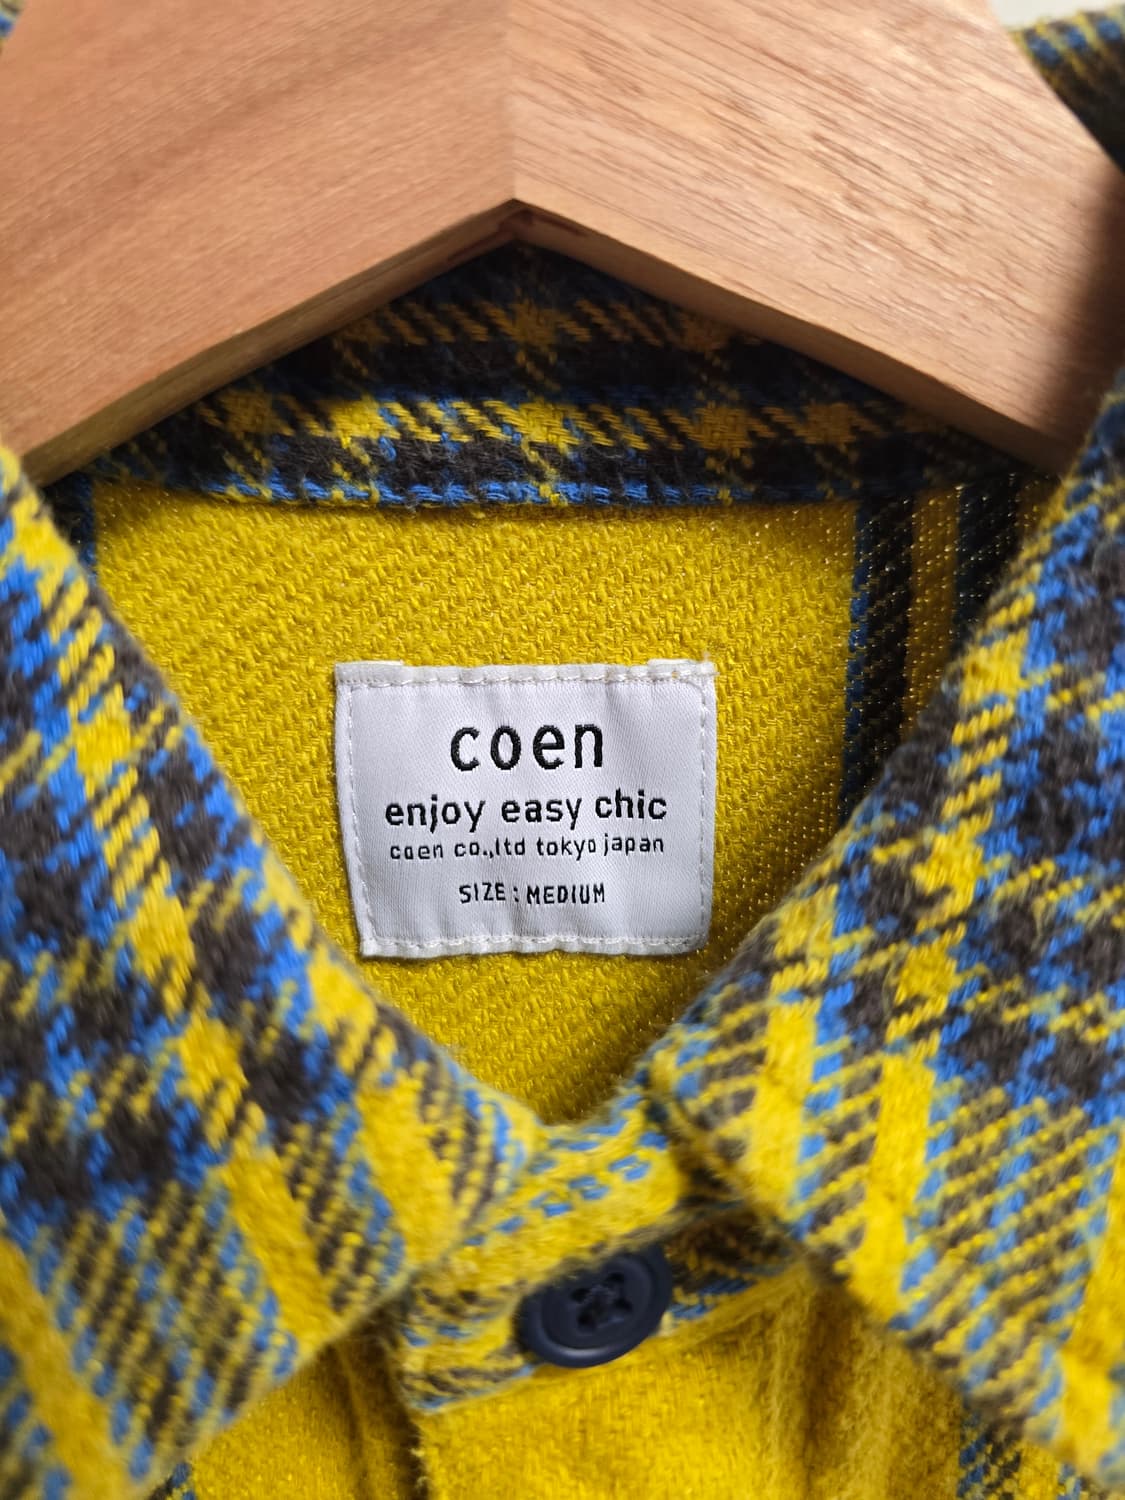 coen
enjoy easy chic
coen co.,ltd tokyo japan
SIZE : MEDIUM